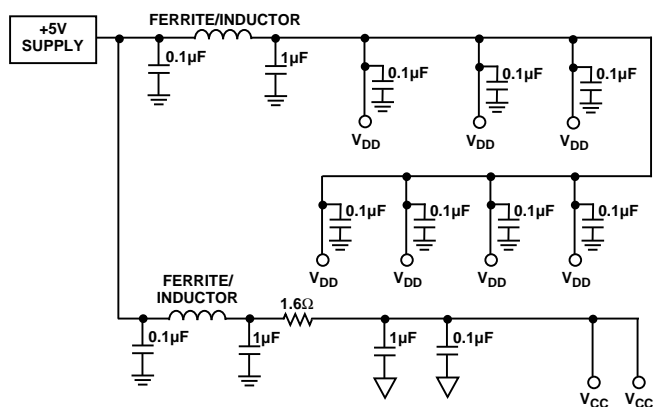 +5V
SUPPLY
FERRITE/INDUCTOR
0.1µF
1µF
0.1µF
0.1µF
0.1µF
VDD
VDD
VDD
0.1µF
0.1µF
0.1µF
0.1µF
VDD
VDD
VDD
VDD
FERRITE/
INDUCTOR
1.6Ω
0.1µF
1µF
1µF
0.1µF
VCC
VCC